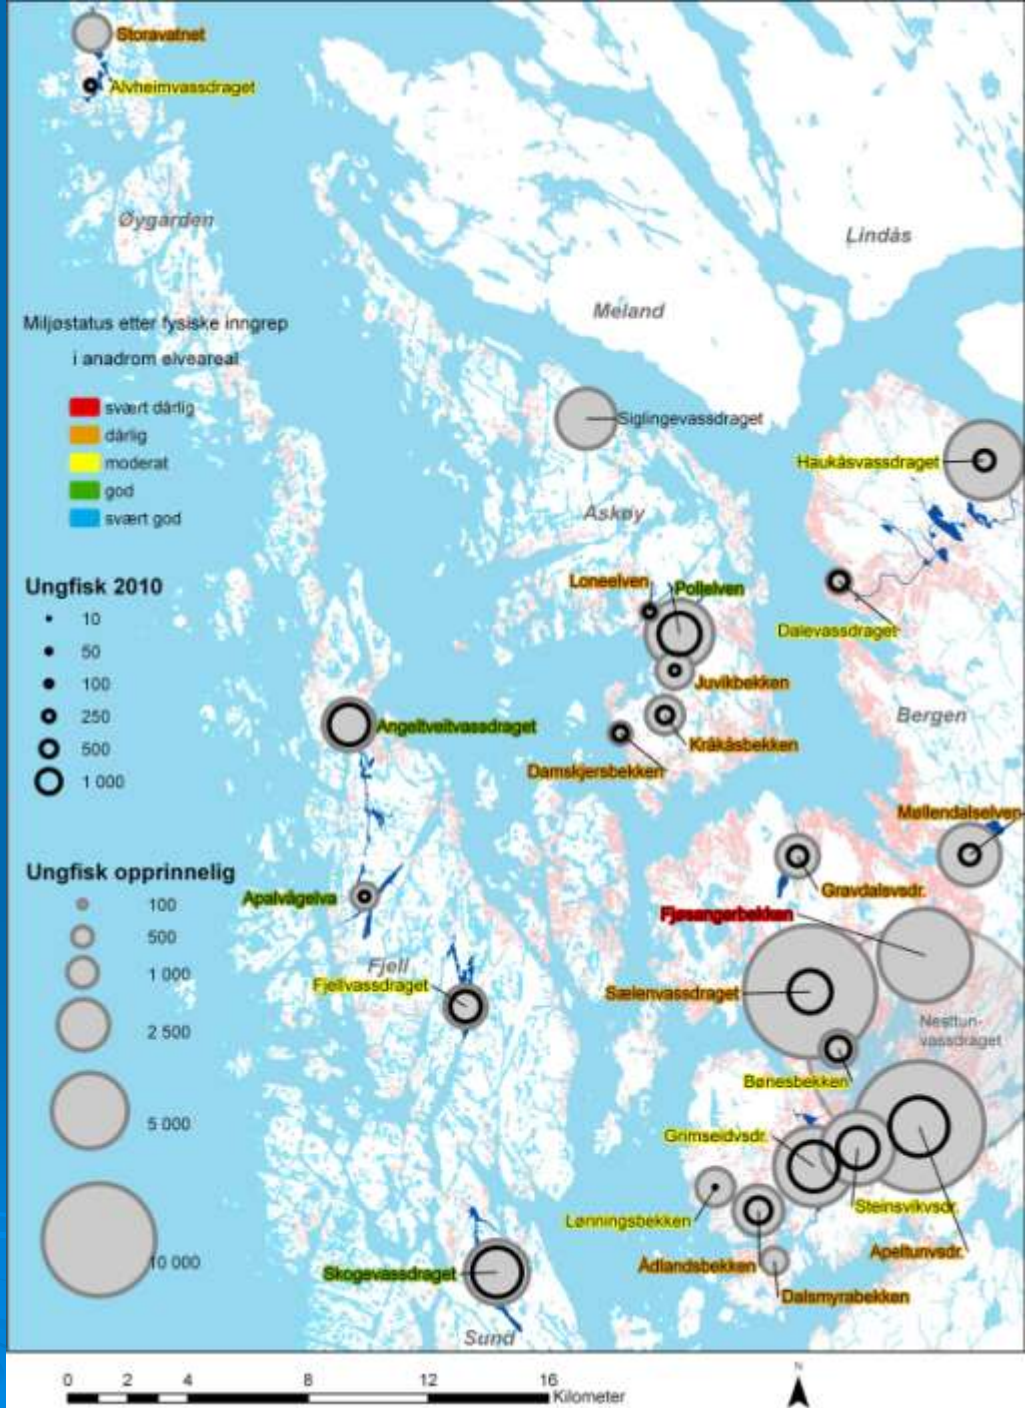 Storavatnet
Alvheimvassdraget
Øygarden
Lindås
Meland
Miljøstatus etter fysiske inngrep
i anadrom elveareal
svært dårlig
dårlig
moderat
god
svært god
Siglingevassdraget
Haukåsvassdraget
Askøy
Ungfisk 2010
10
50
100
250
500
1 000
Loneelven
Pollelven
Dalevassdraget
Juvikbekken
Bergen
Angeltveitvassdraget
Kråkåsbekken
Damskjersbekken
Møllendalselven
Ungfisk opprinnelig
100
500
1 000
2 500
5 000
10 000
Gravdalsvsdr.
Apalvågelva
Fjøsangerbekken
Fjell
Fjellvassdraget
Sælenvassdraget
Nesttun-
vassdraget
Bønesbekken
Grimseidvsdr.
Steinsvikvsdr.
Lønningsbekken
Apeltunvsdr.
Ådlandsbekken
Skogevassdraget
Dalsmyrabekken
Sund
0 2 4 8 12 16
Kilometer
N